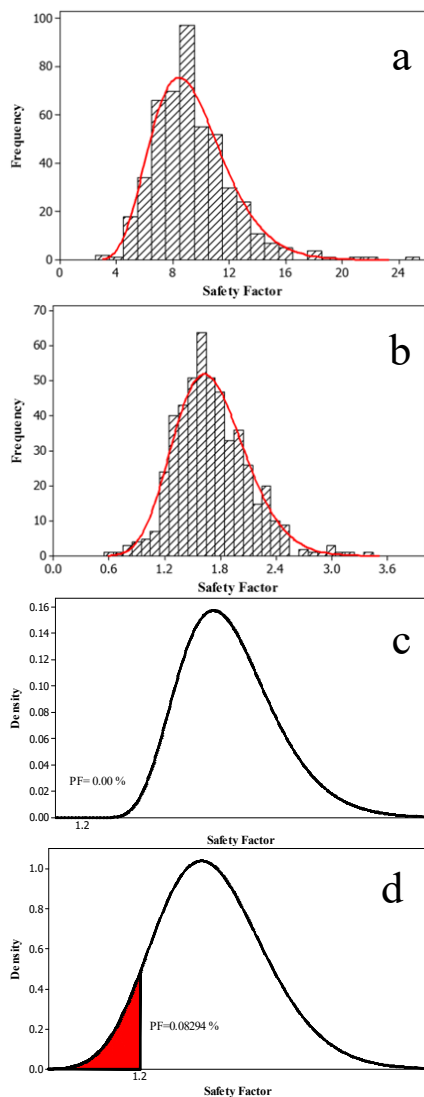 100
80
60
40
20
0
Frequency
a
0 4 8 12 16 20 24
Safety Factor
70
60
50
40
30
20
10
0
Frequency
b
0.0 0.6 1.2 1.8 2.4 3.0 3.6
Safety Factor
0.16
0.14
0.12
0.10
0.08
0.06
0.04
0.02
0.00
Density
c
PF= 0.00 %
1.2
Safety Factor
1.0
0.8
0.6
0.4
0.2
0.0
Density
d
PF=0.08294 %
1.2
Safety Factor